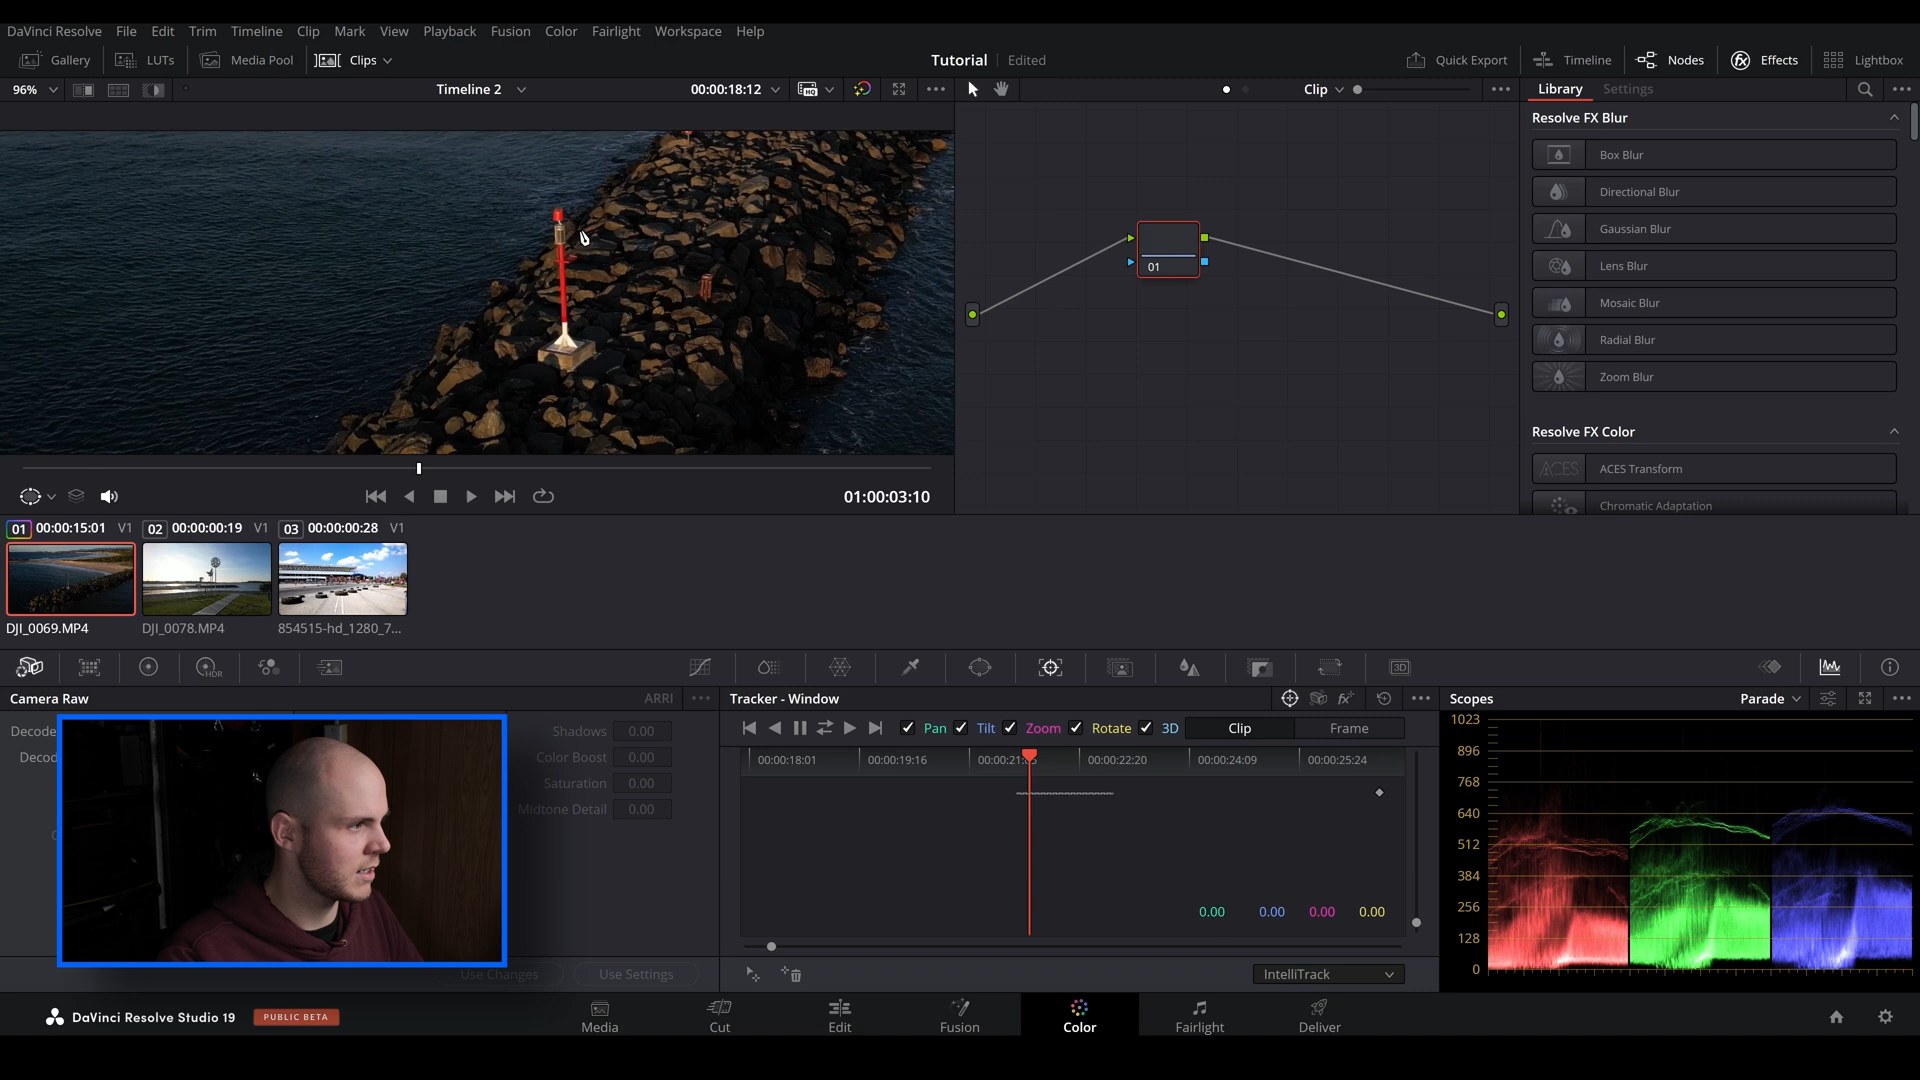 DaVinci Resolve File Edit Trim Timeline Clip Mark View Playback Fusion Color Fairlight Workspace Help
Gallery LUTs Media Pool Clips Tutorial Edited Quick Export Timeline Nodes Effects Lightbox
96% Timeline 2 00:00:18:12 HQ Clip Library Settings
Resolve FX Blur
Box Blur
Directional Blur
Gaussian Blur
Lens Blur
Mosaic Blur
Radial Blur
Zoom Blur
01
Resolve FX Color
ACES ACES Transform
Chromatic Adaptation
01:00:03:10
01 00:00:15:01 V1 02 00:00:00:19 V1 03 00:00:00:28 V1
DJI_0069.MP4 DJI_0078.MP4 854515-hd_1280_7...
HDR 3D
Camera Raw ARRI
Decode
Decod
Shadows 0.00
Color Boost 0.00
Saturation 0.00
Midtone Detail 0.00
Use Changes Use Settings
Tracker - Window
Pan Tilt Zoom Rotate 3D Clip Frame
00:00:18:01 00:00:19:16 00:00:21: 00:00:22:20 00:00:24:09 00:00:25:24
0.00 0.00 0.00 0.00
IntelliTrack
Scopes Parade
1023
896
768
640
512
384
256
128
0
DaVinci Resolve Studio 19 PUBLIC BETA
Media Cut Edit Fusion Color Fairlight Deliver